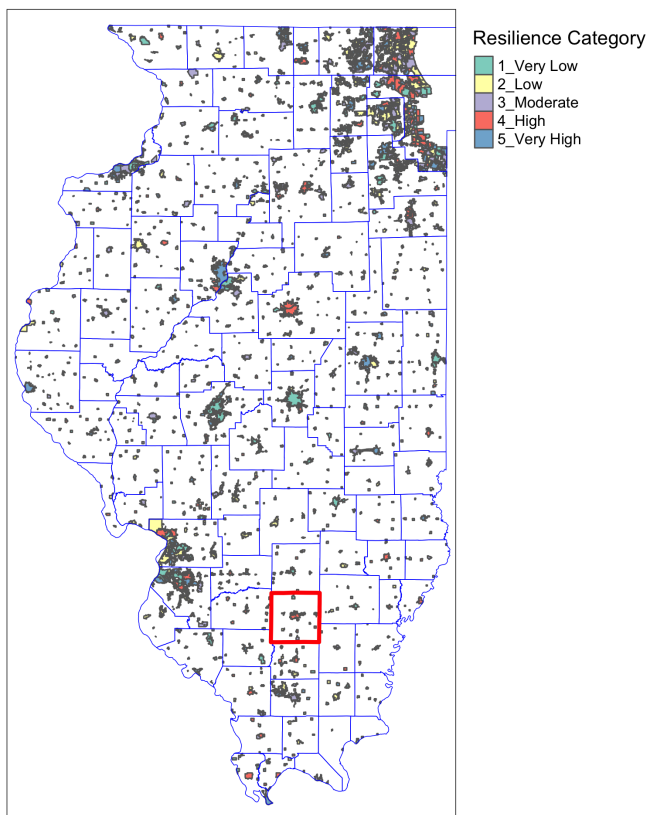 Resilience Category
1_Very Low
2_Low
3_Moderate
4_High
5_Very High